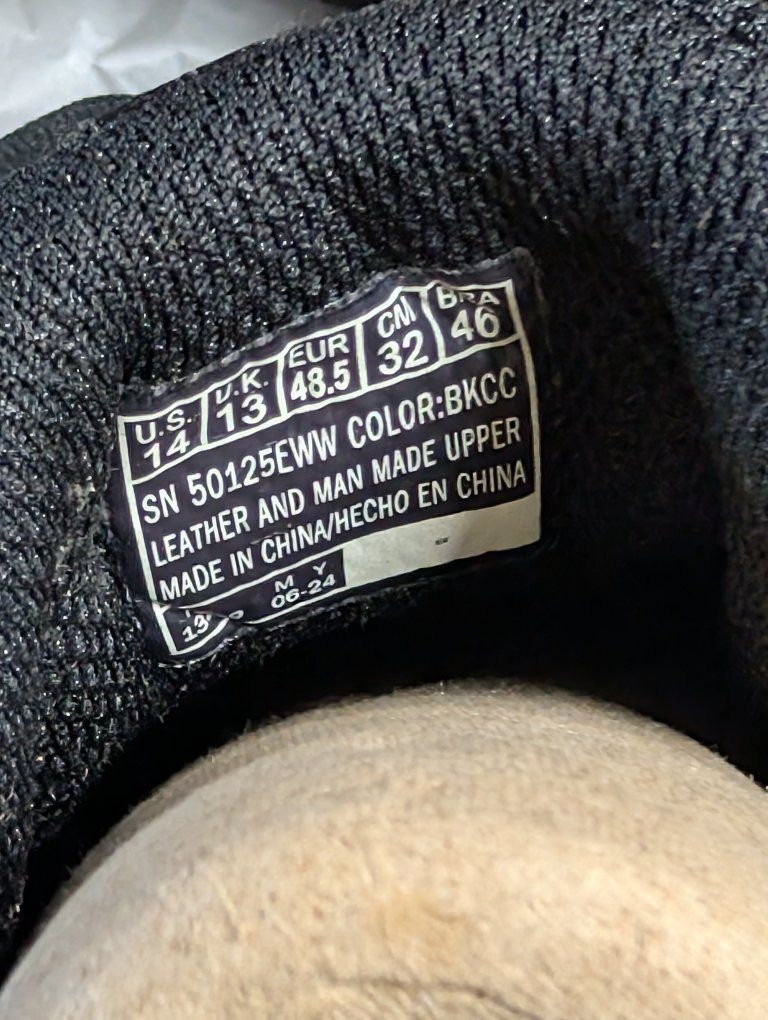 U.S. U.K. EUR CM BRA
14 13 48.5 32 46
SN 50125EWW COLOR:BKCC
LEATHER AND MAN MADE UPPER
MADE IN CHINA/HECHO EN CHINA
M Y
06-24